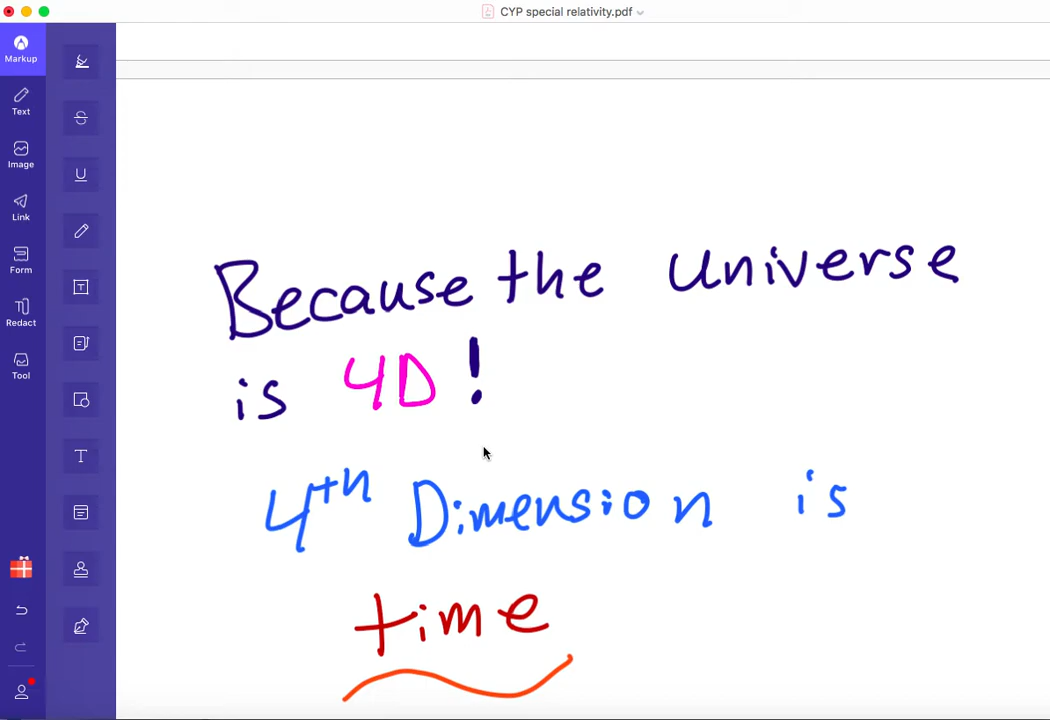 CYP special relativity.pdf
Markup
Text
Image
Link
Form
Redact
Tool
Because the universe
is 4D!
4th Dimension is
time